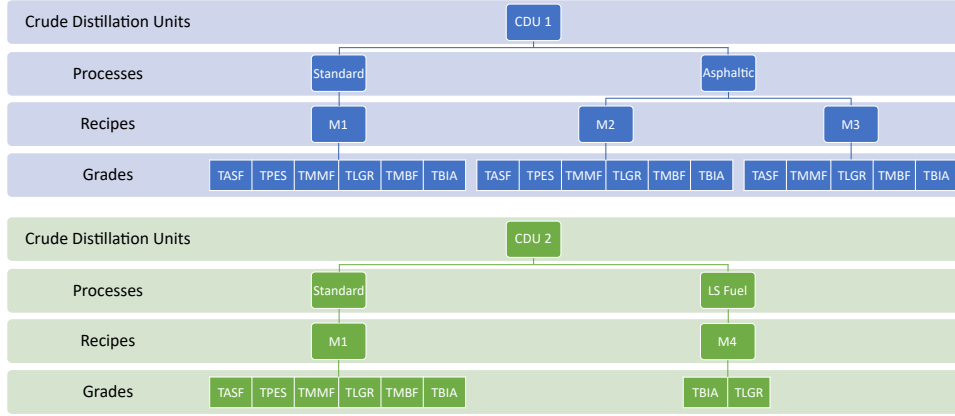 Crude Distillation Units CDU 1
Processes Standard Asphaltic
Recipes M1 M2 M3
Grades TASF TPES TMMF TLGR TMBF TBIA TASF TPES TMMF TLGR TMBF TBIA TASF TMMF TLGR TMBF TBIA
Crude Distillation Units CDU 2
Processes Standard LS Fuel
Recipes M1 M4
Grades TASF TPES TMMF TLGR TMBF TBIA TBIA TLGR